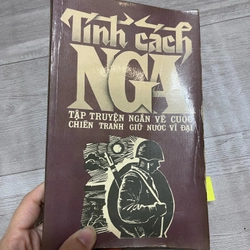 Tính cách
NGA
TẬP TRUYỆN NGẮN VỀ CUỘC
CHIẾN TRANH GIỮ NƯỚC VĨ ĐẠI